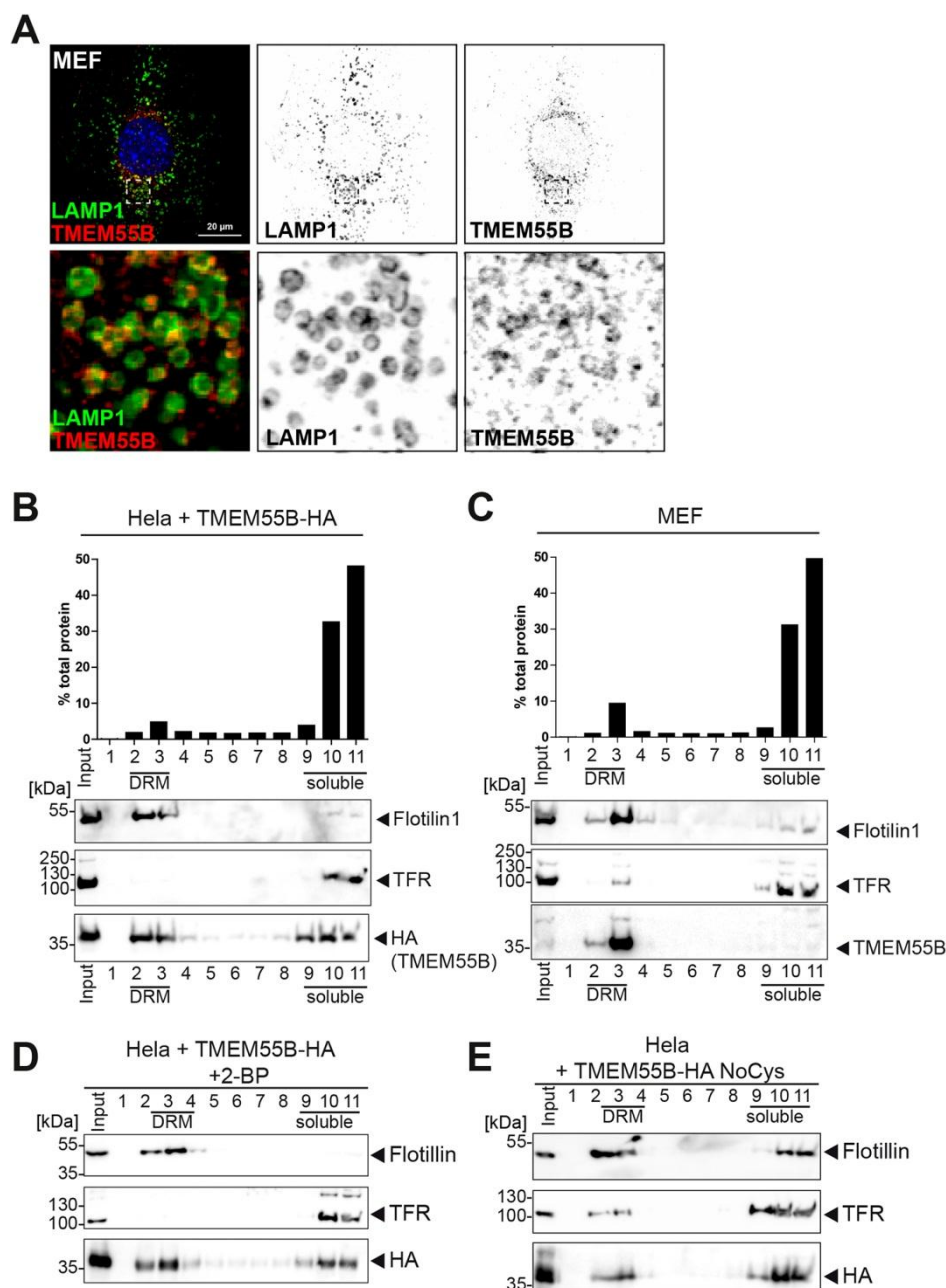 A
MEF
LAMP1
TMEM55B
20 µm
LAMP1
TMEM55B
LAMP1
TMEM55B
LAMP1
TMEM55B
B
Hela + TMEM55B-HA
% total protein
50
40
30
20
10
0
Input 1 2 3 4 5 6 7 8 9 10 11
DRM soluble
[kDa]
55-
Flotilin1
250
130
100
TFR
35-
HA
(TMEM55B)
Input 1 2 3 4 5 6 7 8 9 10 11
DRM soluble
C
MEF
% total protein
50
40
30
20
10
0
Input 1 2 3 4 5 6 7 8 9 10 11
DRM soluble
[kDa]
55-
Flotilin1
250
130
100
TFR
35-
TMEM55B
Input 1 2 3 4 5 6 7 8 9 10 11
DRM soluble
D
Hela + TMEM55B-HA
+2-BP
[kDa] Input 1 2 3 4 5 6 7 8 9 10 11
DRM soluble
55-
35-
Flotillin
130
100
TFR
35-
HA
E
Hela
+ TMEM55B-HA NoCys
[kDa] Input 1 2 3 4 5 6 7 8 9 10 11
DRM soluble
55-
35-
Flotillin
130
100
TFR
35-
HA